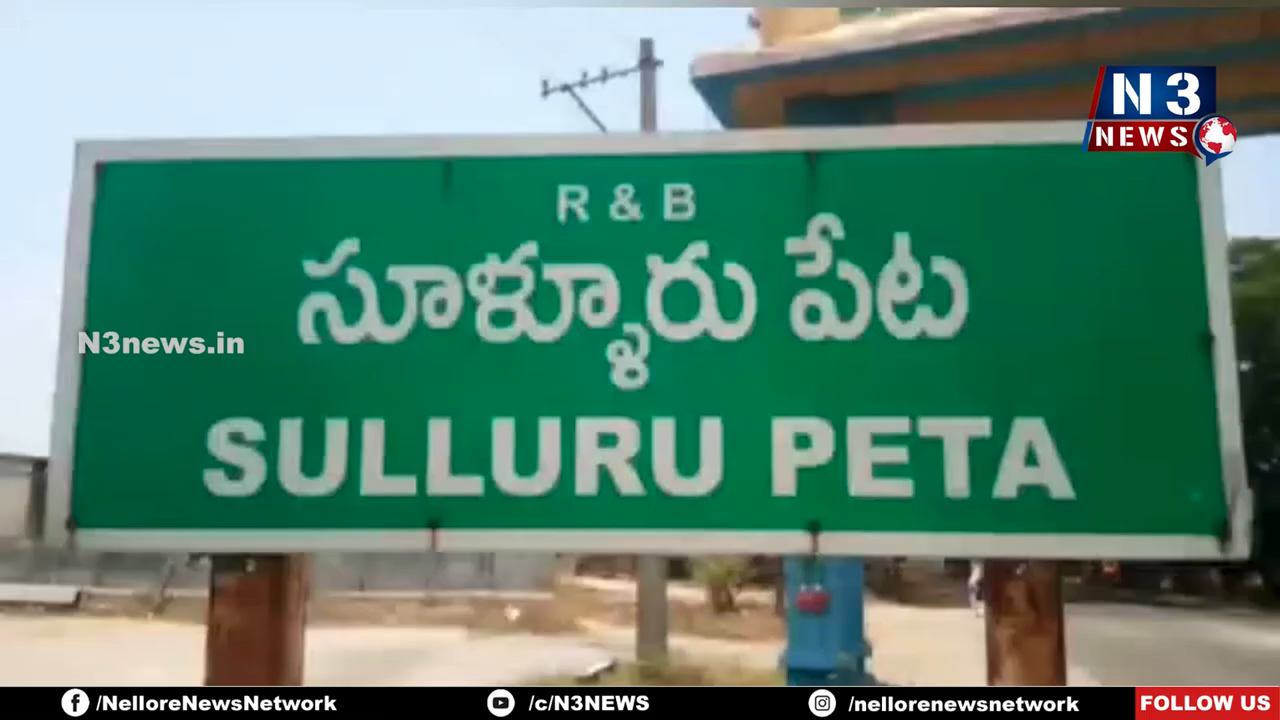 N3
NEWS
R & B
సూళ్ళూరు పేట
N3news.in
SULLURU PETA
/NelloreNewsNetwork
/c/N3NEWS
/nellorenewsnetwork
FOLLOW US